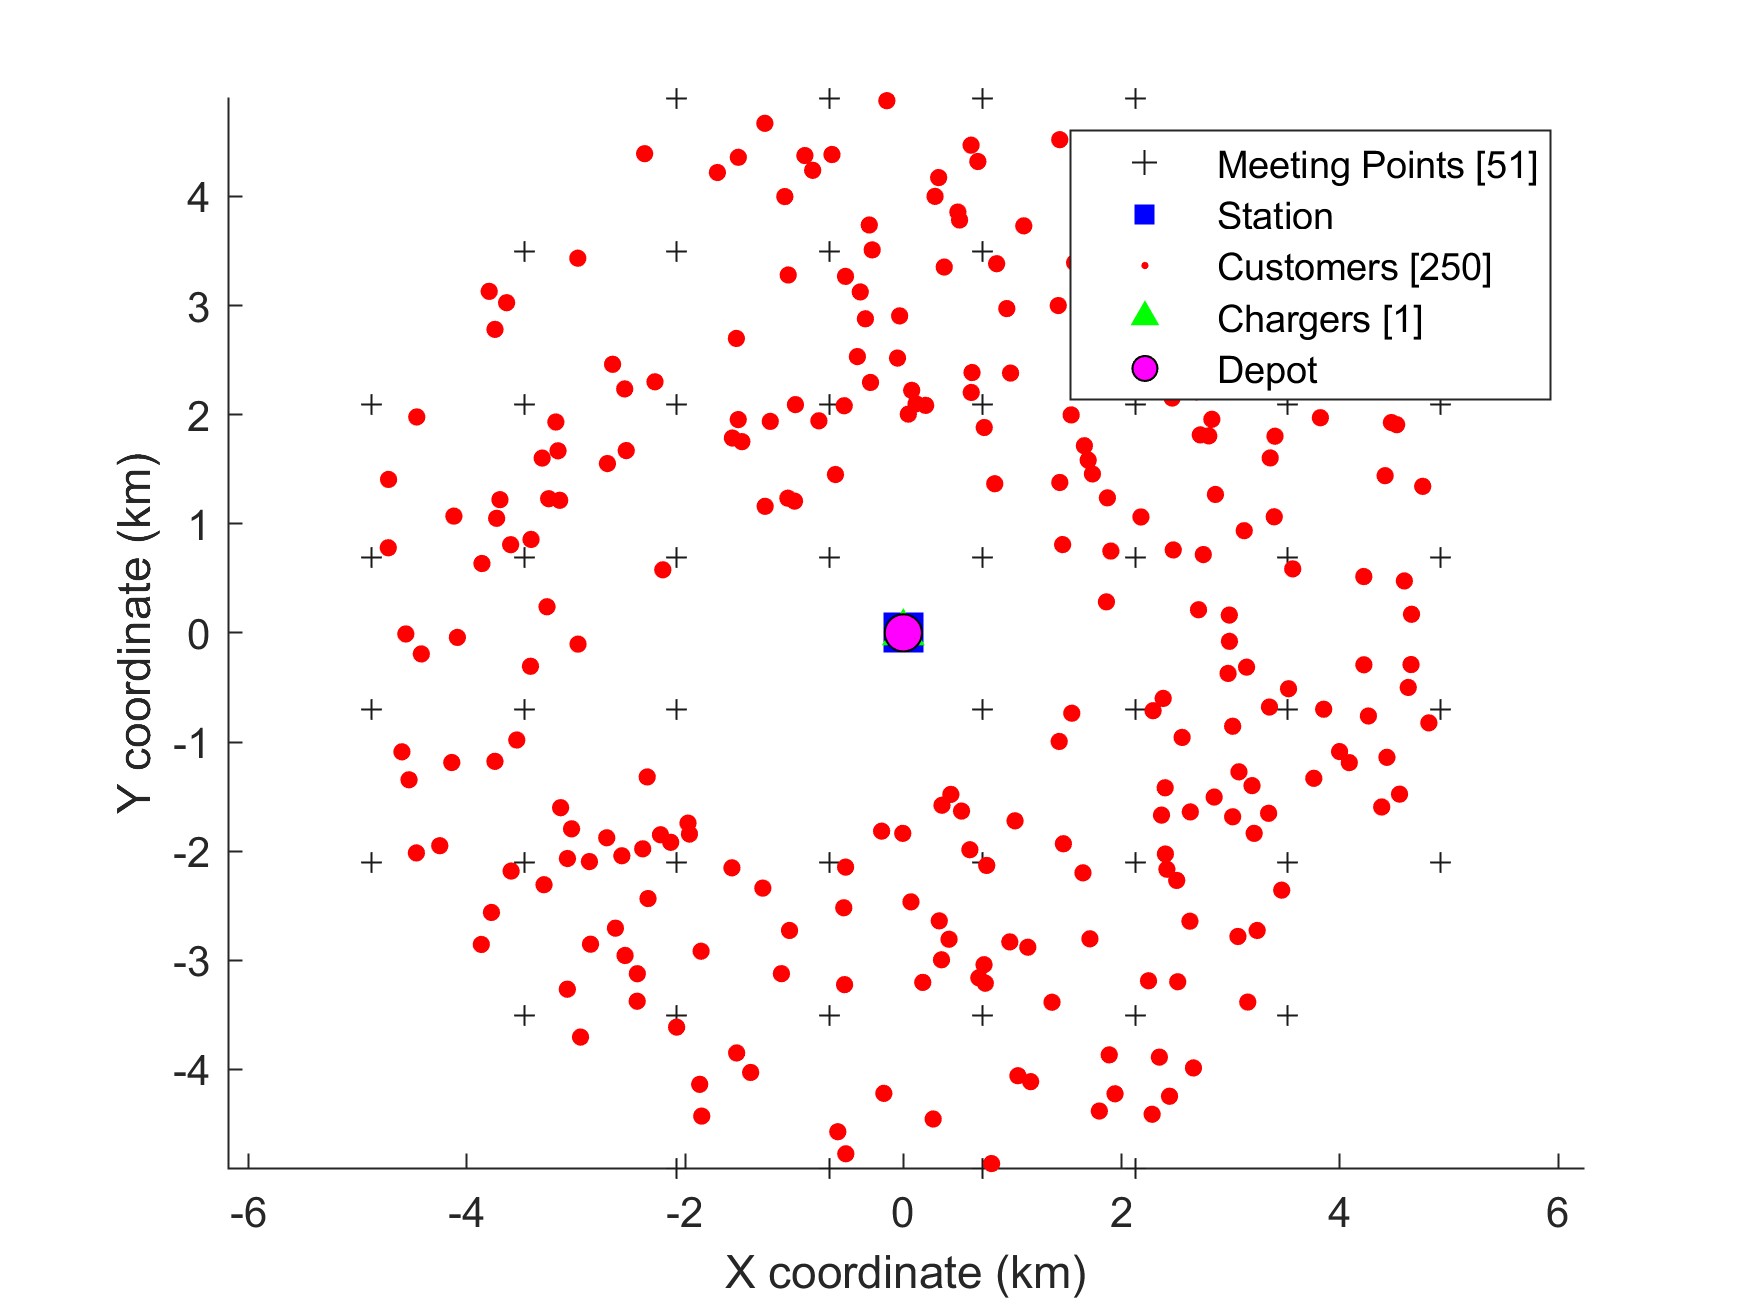 Meeting Points [51]
Station
Customers [250]
Chargers [1]
Depot
4
3
2
1
0
-1
-2
-3
-4
Y coordinate (km)
-6 -4 -2 0 2 4 6
X coordinate (km)